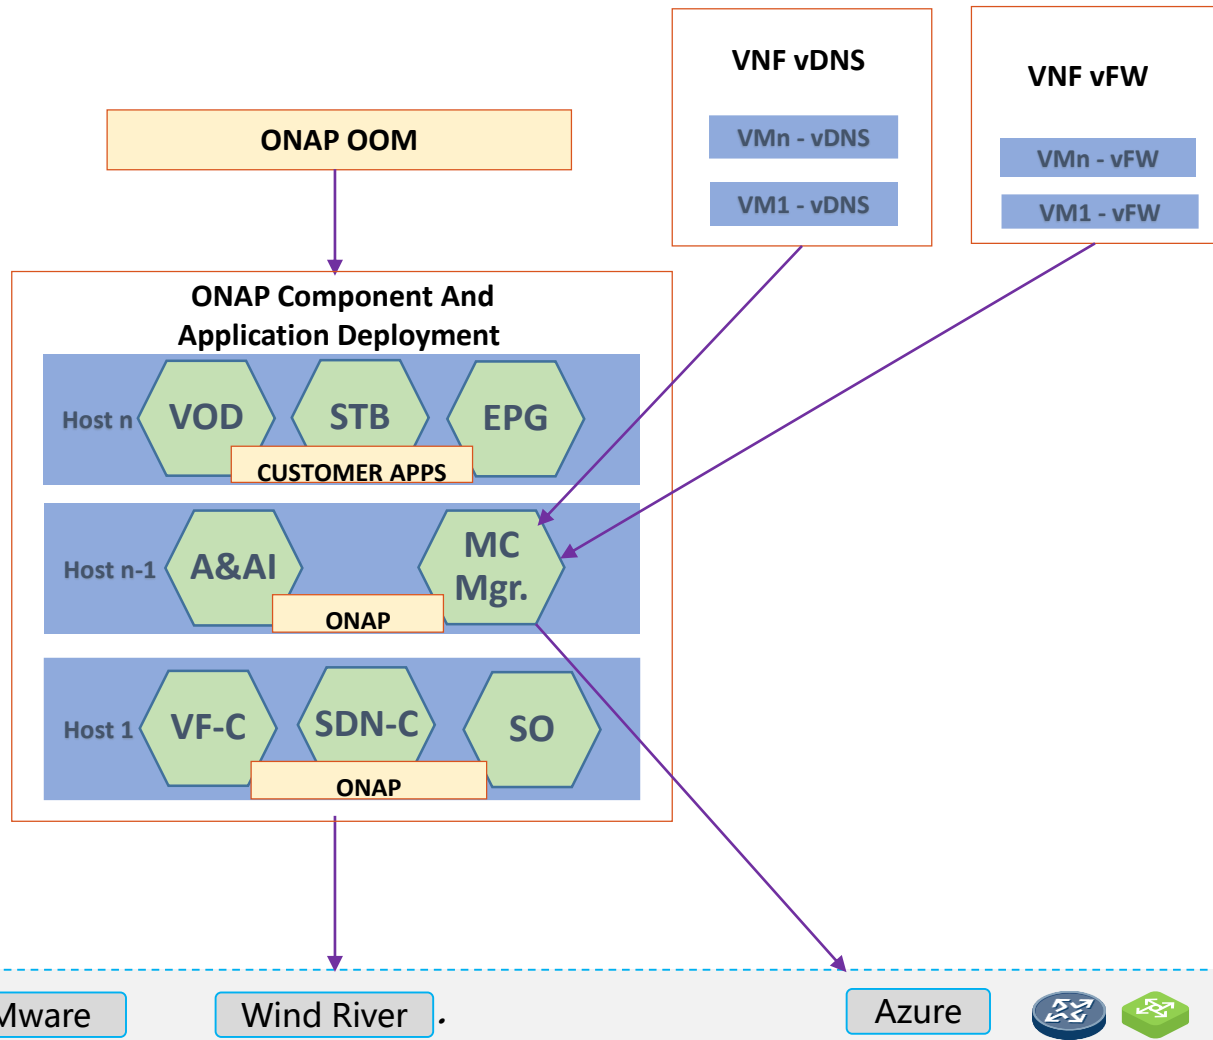 VNF vDNS
VMn - vDNS
VM1 - vDNS
VNF vFW
VMn - vFW
VM1 - vFW
ONAP OOM
ONAP Component And
Application Deployment
Host n
VOD
STB
EPG
CUSTOMER APPS
Host n-1
A&AI
MC
Mgr.
ONAP
Host 1
VF-C
SDN-C
SO
ONAP
Mware
Wind River
.
Azure